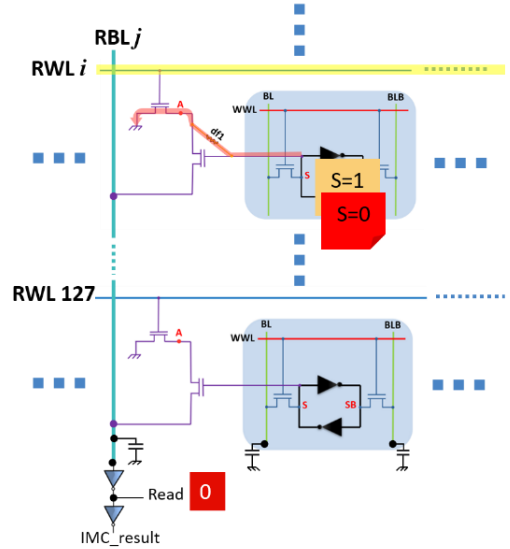 RBL j
RWL i
A
df1
BL
BLB
WWL
S
S=1
S=0
RWL 127
A
BL
BLB
WWL
S
SB
Read 0
IMC_result